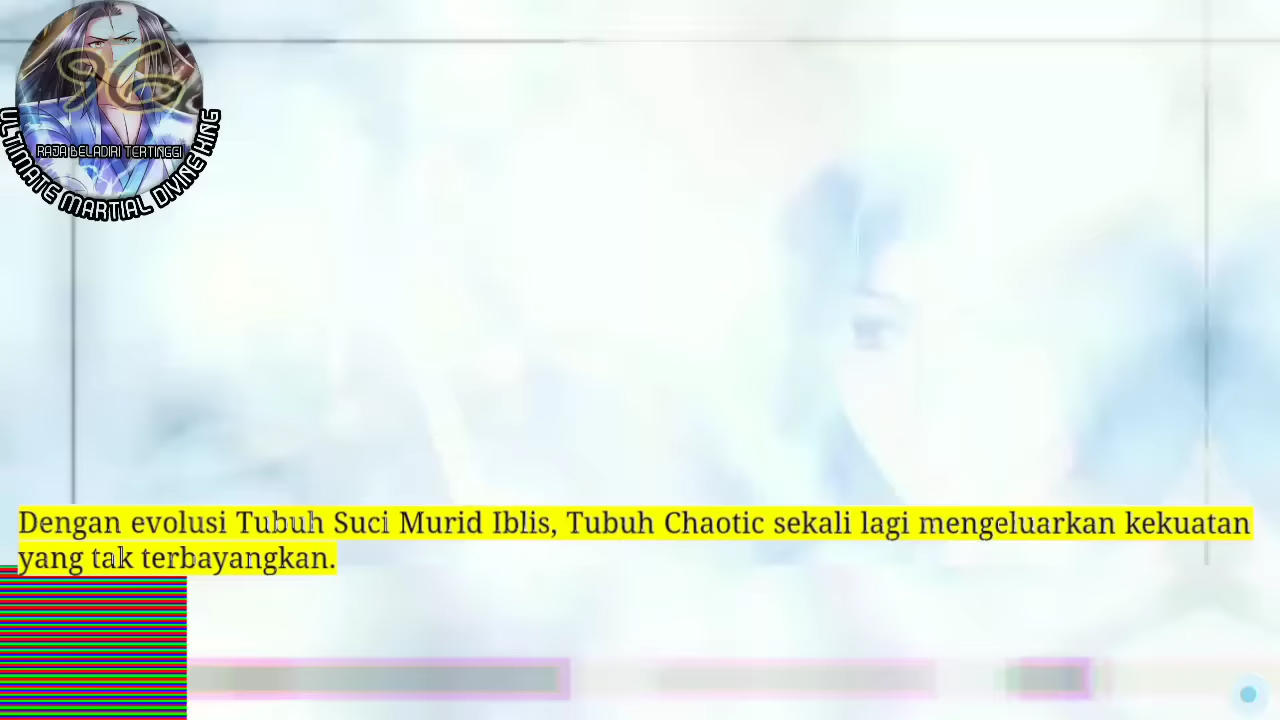 RAJA BELADIRI TERTINGGI
ULTIMATE MARTIAL DIVINE KING
Dengan evolusi Tubuh Suci Murid Iblis, Tubuh Chaotic sekali lagi mengeluarkan kekuatan
yang tak terbayangkan.